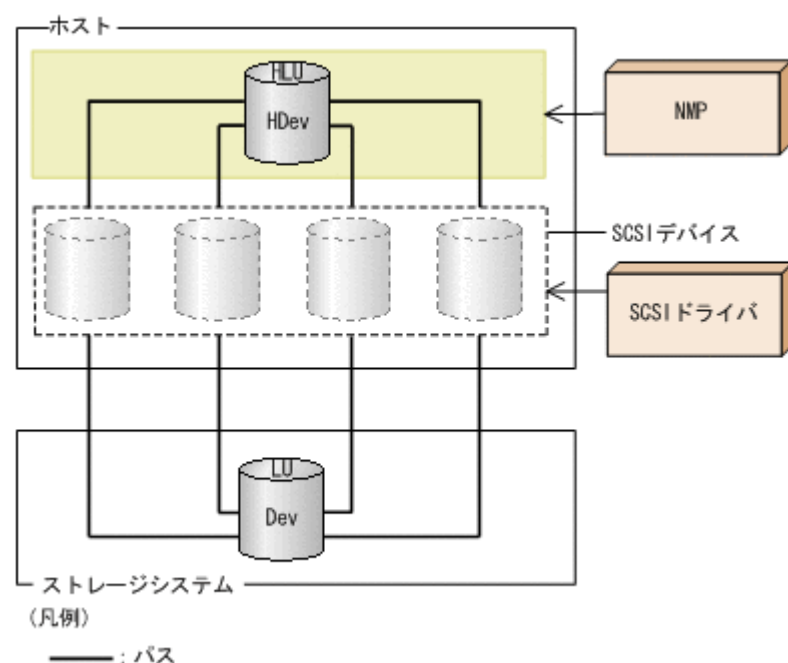 ホスト
HLU
HDev
NMP
SCSIデバイス
SCSIドライバ
LU
Dev
ストレージシステム
(凡例)
: パス